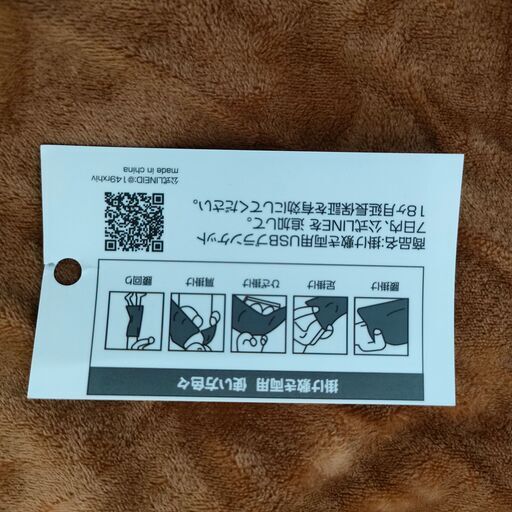 掛け敷き両用 使い方色々
腰掛け 足掛け ひざ掛け 肩掛け 腰回り
商品名:掛け敷き両用USBブランケット
7日内、公式LINEを追加して。
18ヶ月延長保証を有効にしてください。
公式LINEID:@149rxhiv
made in china